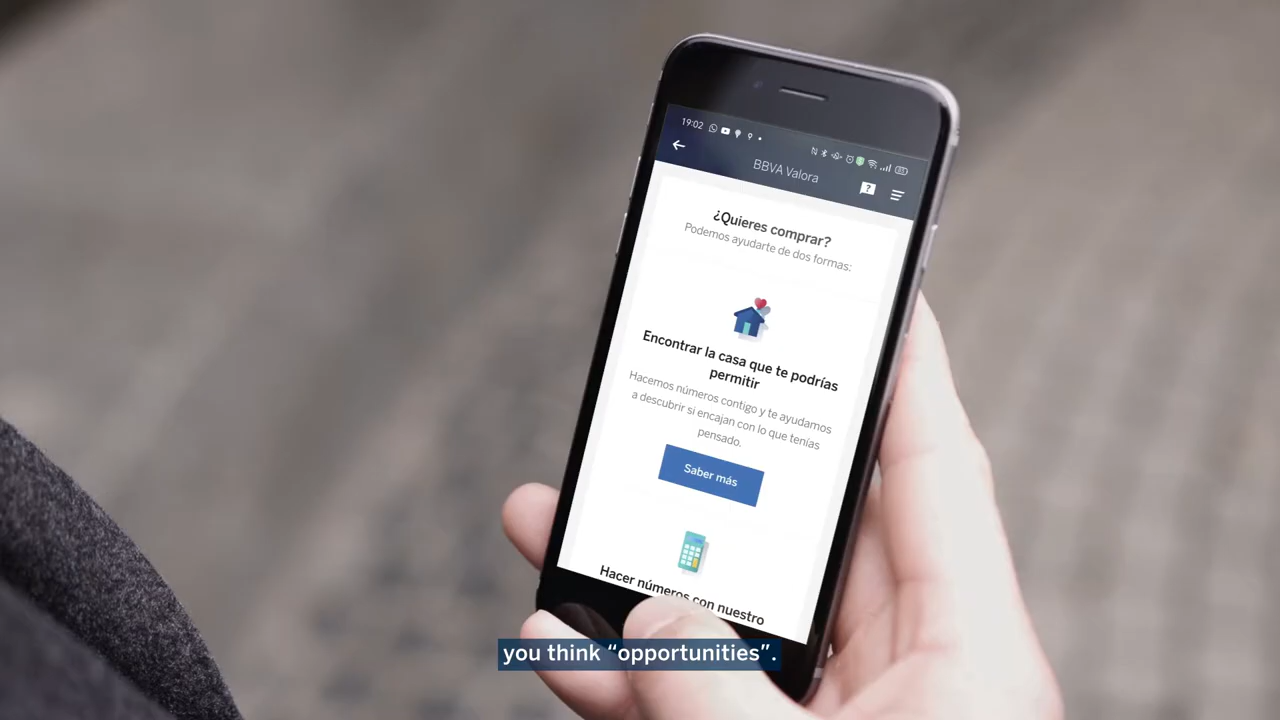 19:02
BBVA Valora
?
¿Quieres comprar?
Podemos ayudarte de dos formas:
Encontrar la casa que te podrías
permitir
Hacemos números contigo y te ayudamos
a descubrir si encajan con lo que tenías
pensado.
Saber más
Hacer números con nuestro
you think “opportunities”.